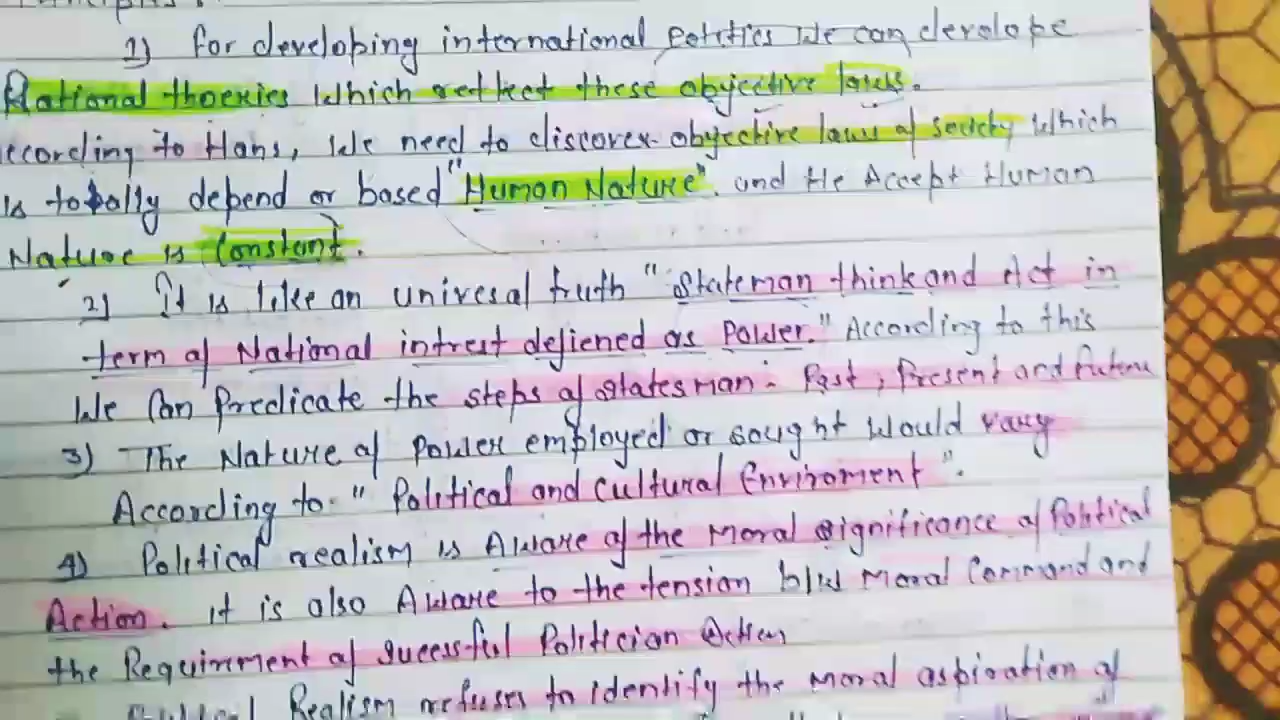 1) for developing international politics we can develope
Rational thoeries which reflect these objective laws.
ccording to Hans, We need to discover objective laws of society which
is totally depend or based "Human Nature". and He Accept Human
Nature is Constant.
2) It is like an univesal truth "Stateman think and Act in
term of National intrest defiened as Power." According to this
We Can Predicate the steps of statesman: Past, Present and Future
3) The Nature of Power employed or sought would vary
According to "Political and Cultural Enviroment".
4) Political realism is Aware of the Moral significance of Political
Action. it is also Aware to the tension b/w Moral Command and
the Requirment of sucessful Politician Action
Realism refuses to identify the moral aspiration of